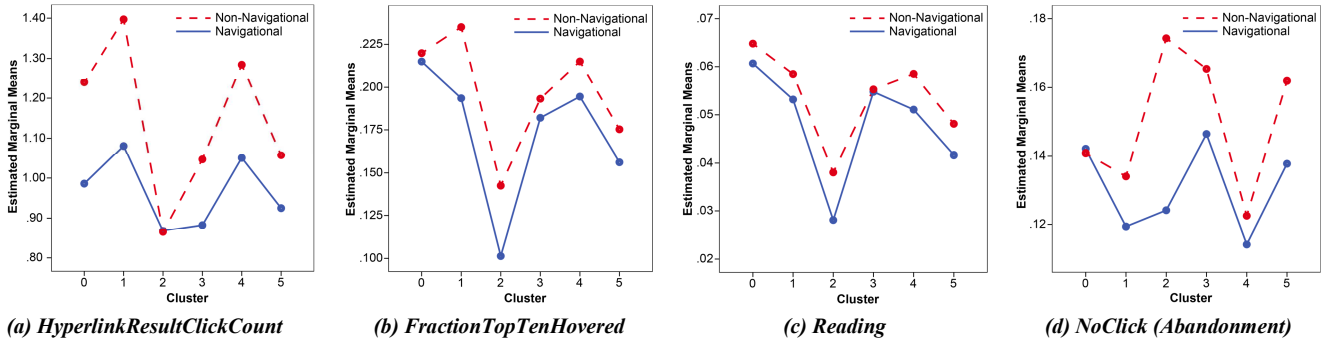 1.40
1.30
1.20
1.10
1.00
.90
.80
Estimated Marginal Means
Non-Navigational
Navigational
0 1 2 3 4 5
Cluster
(a) HyperlinkResultClickCount
.225
.200
.175
.150
.125
.100
Estimated Marginal Means
Non-Navigational
Navigational
0 1 2 3 4 5
Cluster
(b) FractionTopTenHovered
.07
.06
.05
.04
.03
.02
Estimated Marginal Means
Non-Navigational
Navigational
0 1 2 3 4 5
Cluster
(c) Reading
.18
.16
.14
.12
Estimated Marginal Means
Non-Navigational
Navigational
0 1 2 3 4 5
Cluster
(d) NoClick (Abandonment)